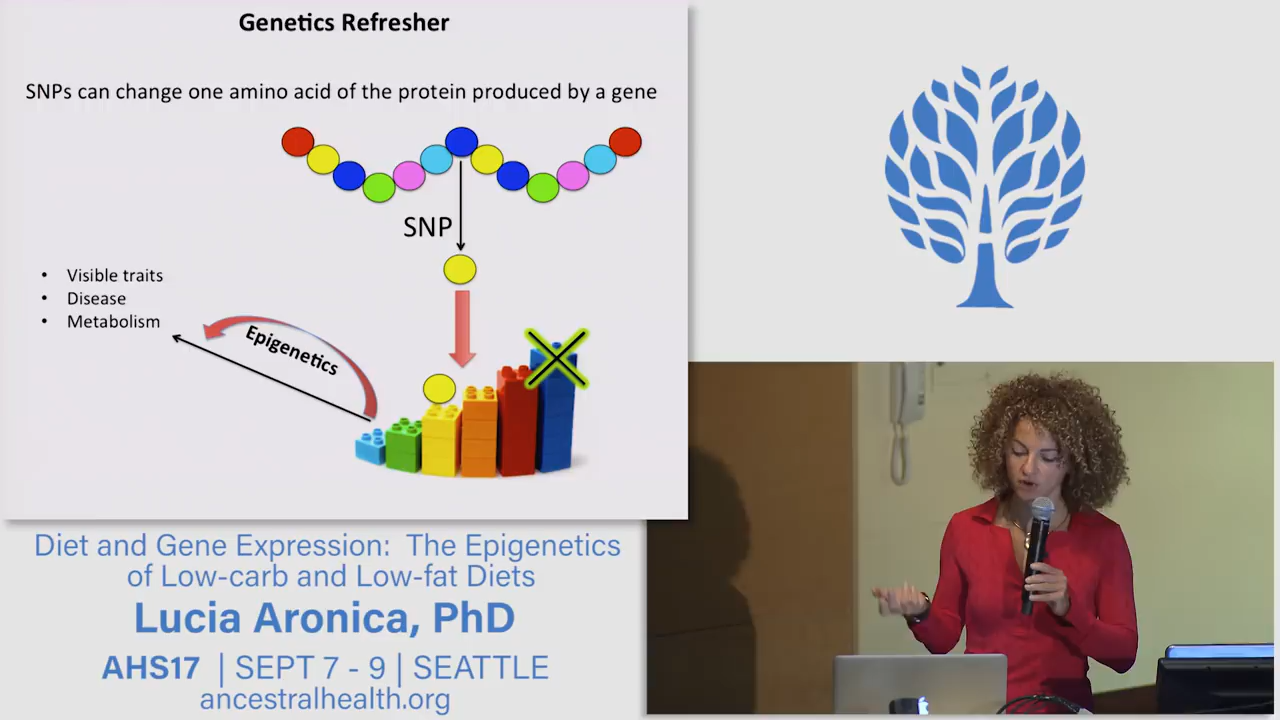 Genetics Refresher
SNPs can change one amino acid of the protein produced by a gene
SNP
• Visible traits
• Disease
• Metabolism
Epigenetics
Diet and Gene Expression: The Epigenetics
of Low-carb and Low-fat Diets
Lucia Aronica, PhD
AHS17 | SEPT 7 - 9 | SEATTLE
ancestralhealth.org